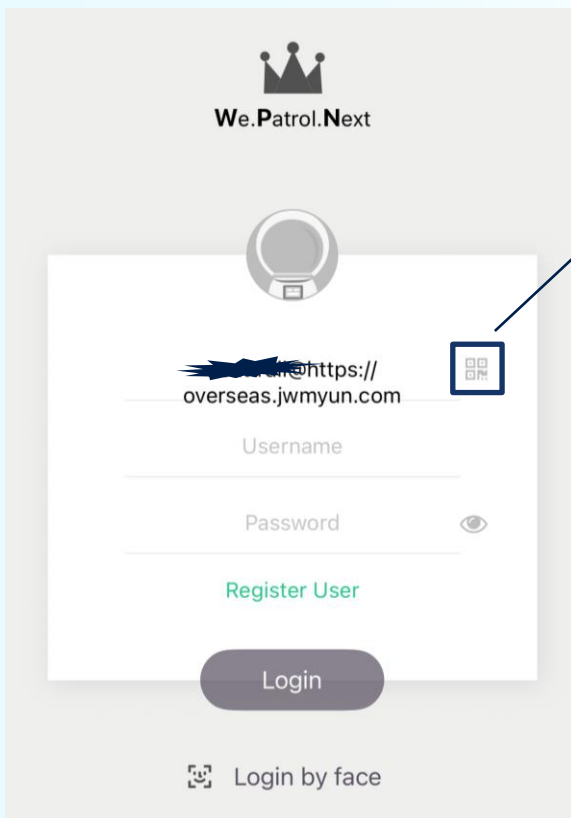 We.Patrol.Next
@https://
overseas.jwmyun.com
Username
Password
Register User
Login
Login by face